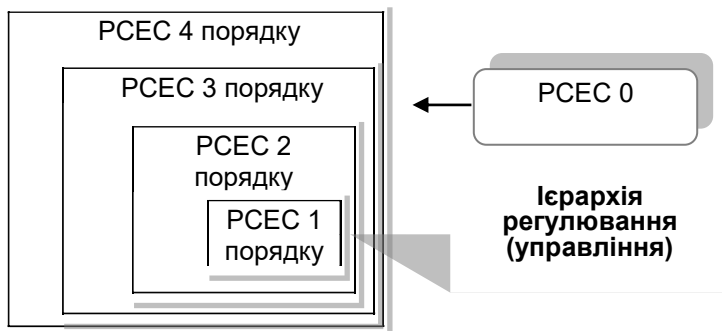 РСЕС 4 порядку
РСЕС 3 порядку
РСЕС 2
порядку
РСЕС 1
порядку
РСЕС 0
Ієрархія
регулювання
(управління)